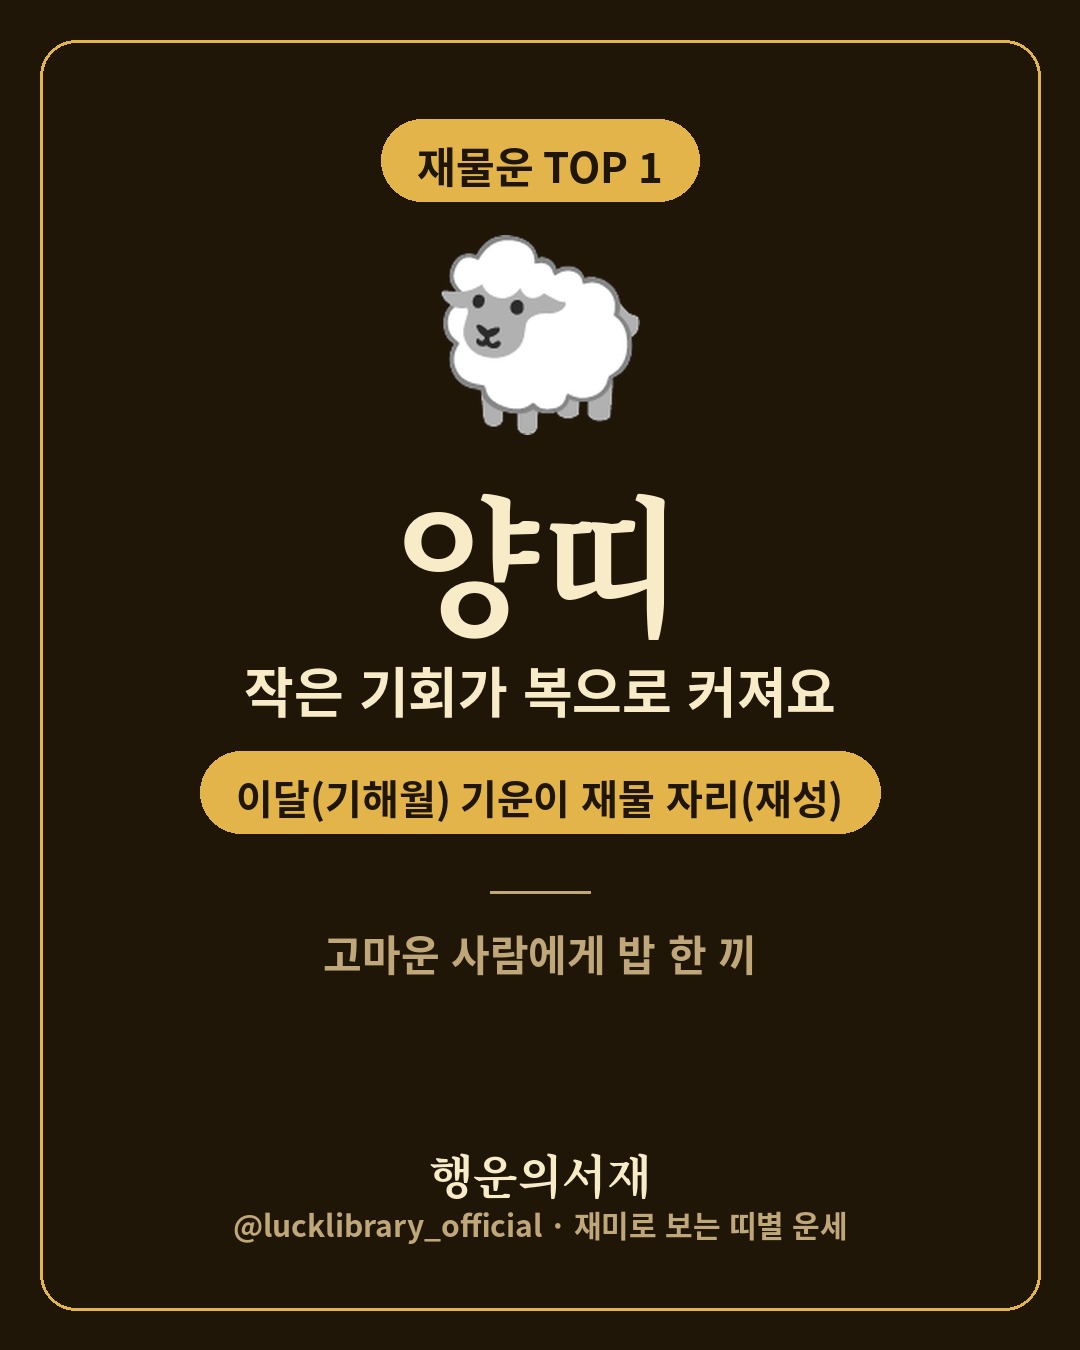 재물운 TOP 1
양띠
작은 기회가 복으로 커져요
이달(기해월) 기운이 재물 자리(재성)
고마운 사람에게 밥 한 끼
행운의서재
@lucklibrary_official · 재미로 보는 띠별 운세